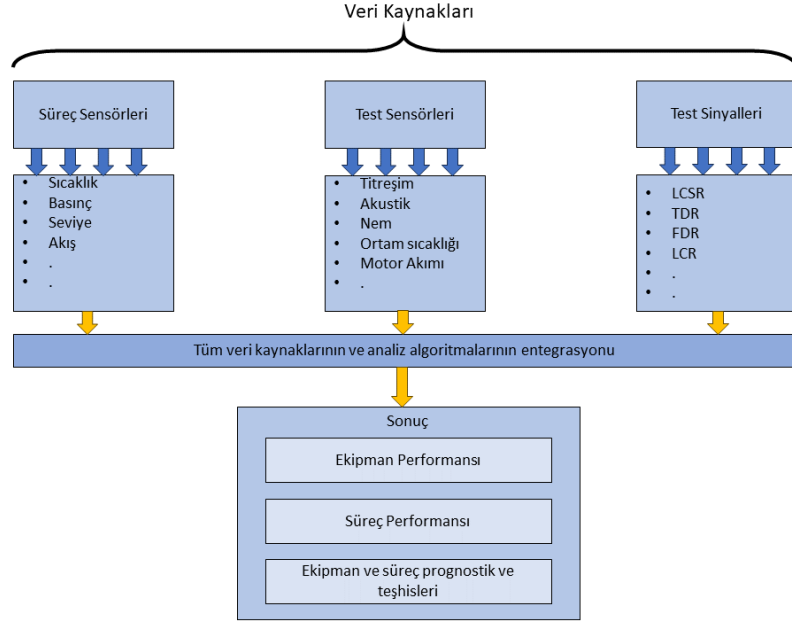 Veri Kaynakları
Süreç Sensörleri
• Sıcaklık
• Basınç
• Seviye
• Akış
• .
• .
Test Sensörleri
• Titreşim
• Akustik
• Nem
• Ortam sıcaklığı
• Motor Akımı
• .
Test Sinyalleri
• LCSR
• TDR
• FDR
• LCR
• .
• .
Tüm veri kaynaklarının ve analiz algoritmalarının entegrasyonu
Sonuç
Ekipman Performansı
Süreç Performansı
Ekipman ve süreç prognostik ve
teşhisleri